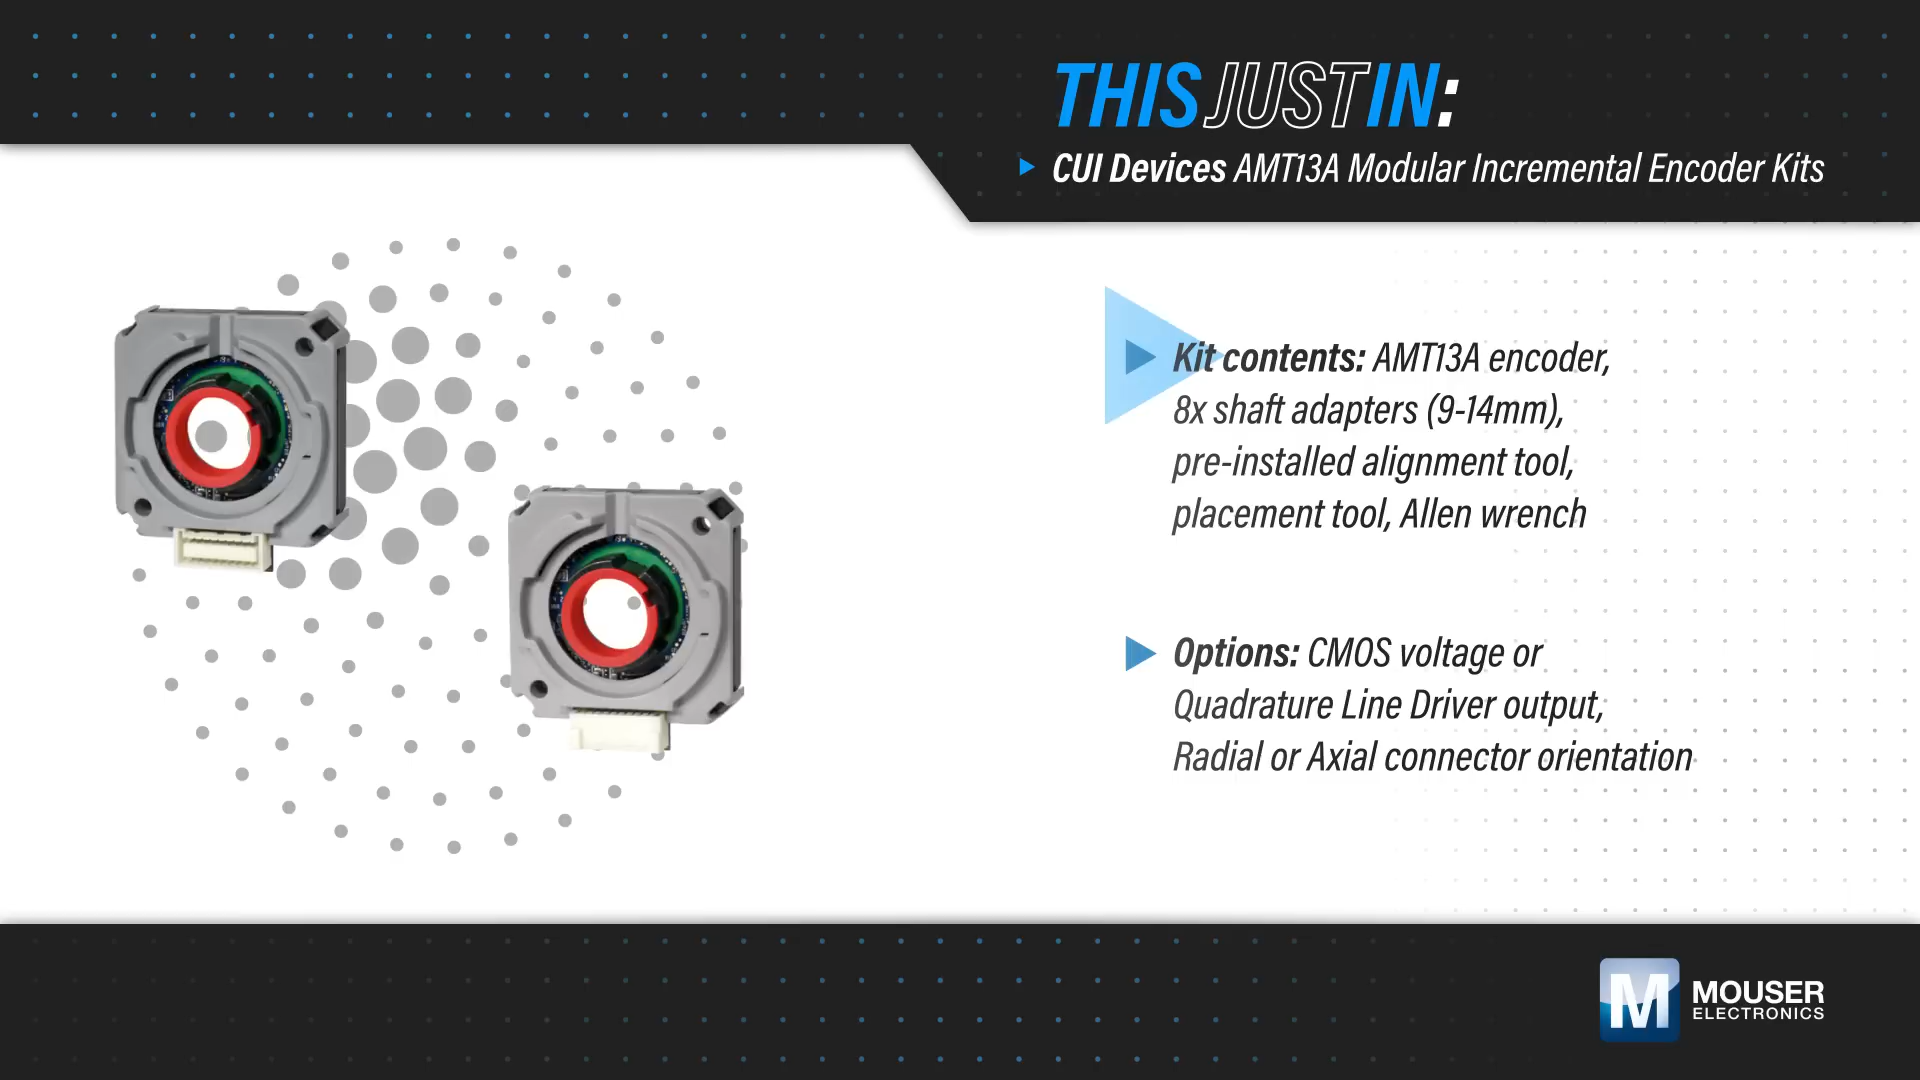 THIS JUST IN:
CUI Devices AMT13A Modular Incremental Encoder Kits
Kit contents: AMT13A encoder,
8x shaft adapters (9-14mm),
pre-installed alignment tool,
placement tool, Allen wrench
Options: CMOS voltage or
Quadrature Line Driver output,
Radial or Axial connector orientation
M MOUSER
ELECTRONICS